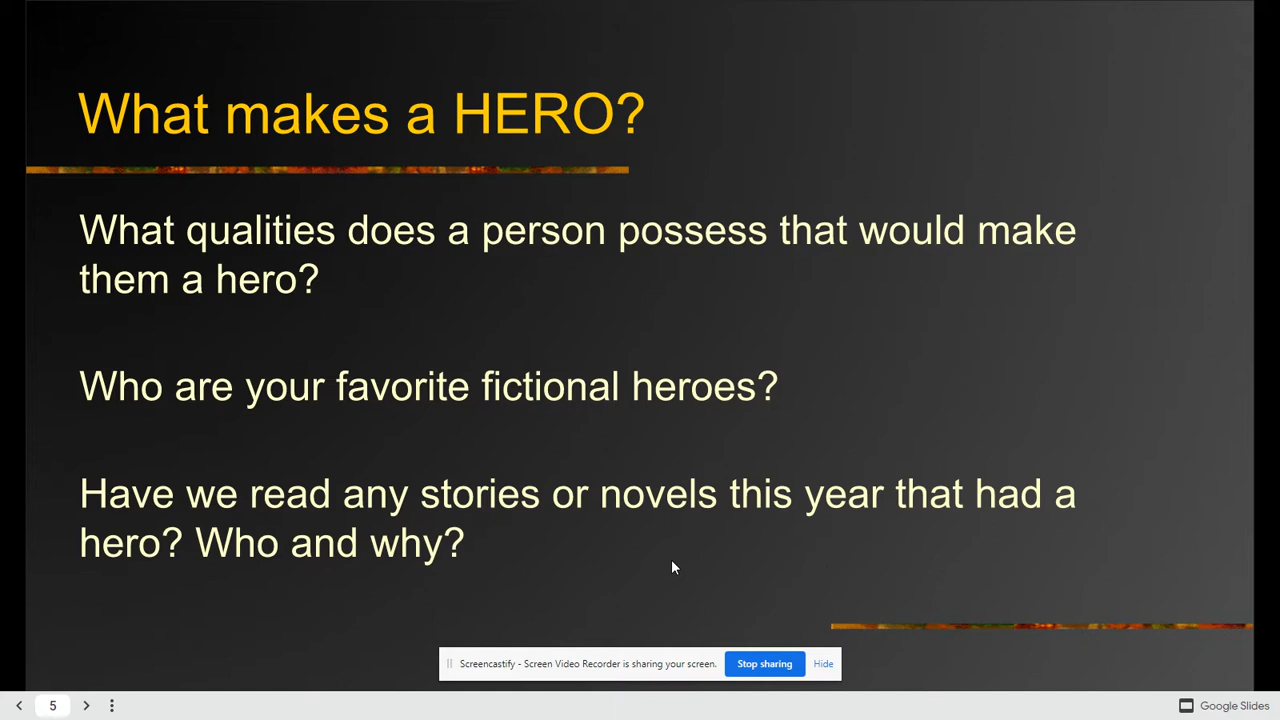 What makes a HERO?
What qualities does a person possess that would make
them a hero?
Who are your favorite fictional heroes?
Have we read any stories or novels this year that had a
hero? Who and why?
Screencastify - Screen Video Recorder is sharing your screen. Stop sharing Hide
5 Google Slides